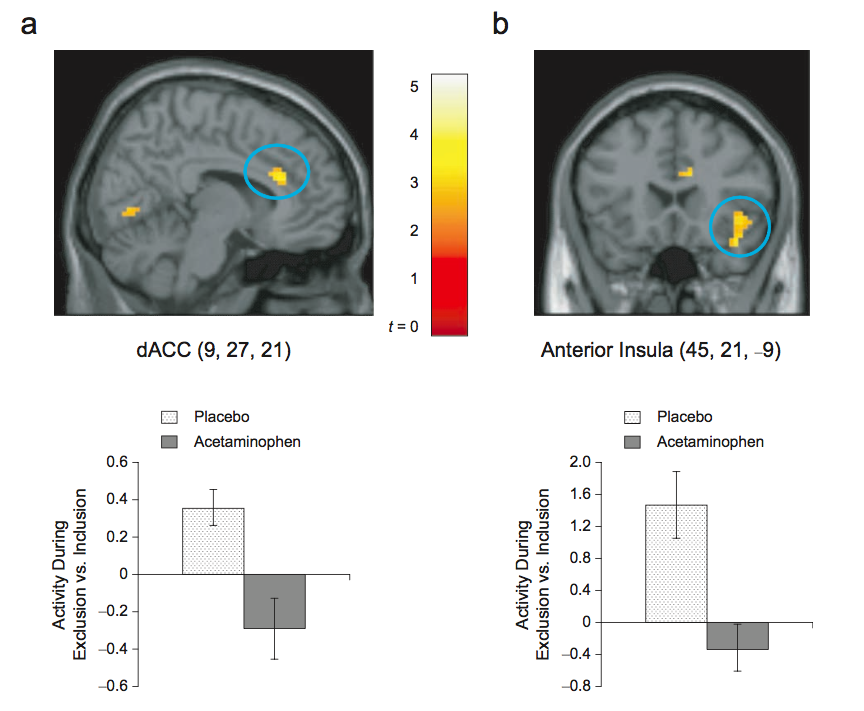 a
b
5
4
3
2
1
t = 0
dACC (9, 27, 21)
Anterior Insula (45, 21, –9)
Placebo
Acetaminophen
0.6
0.4
0.2
0
–0.2
–0.4
–0.6
Activity During
Exclusion vs. Inclusion
Placebo
Acetaminophen
2.0
1.6
1.2
0.8
0.4
0
–0.4
–0.8
Activity During
Exclusion vs. Inclusion